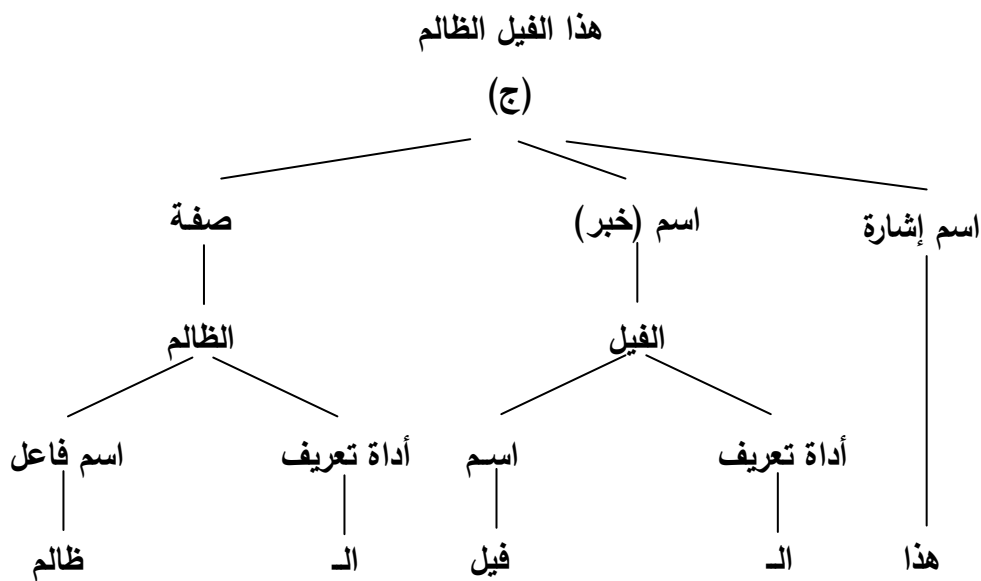 هذا الفيل الظالم
(ج)
اسم إشارة اسم (خبر) صفة
الفيل الظالم
أداة تعريف اسم أداة تعريف اسم فاعل
هذا الـ فيل الـ ظالم